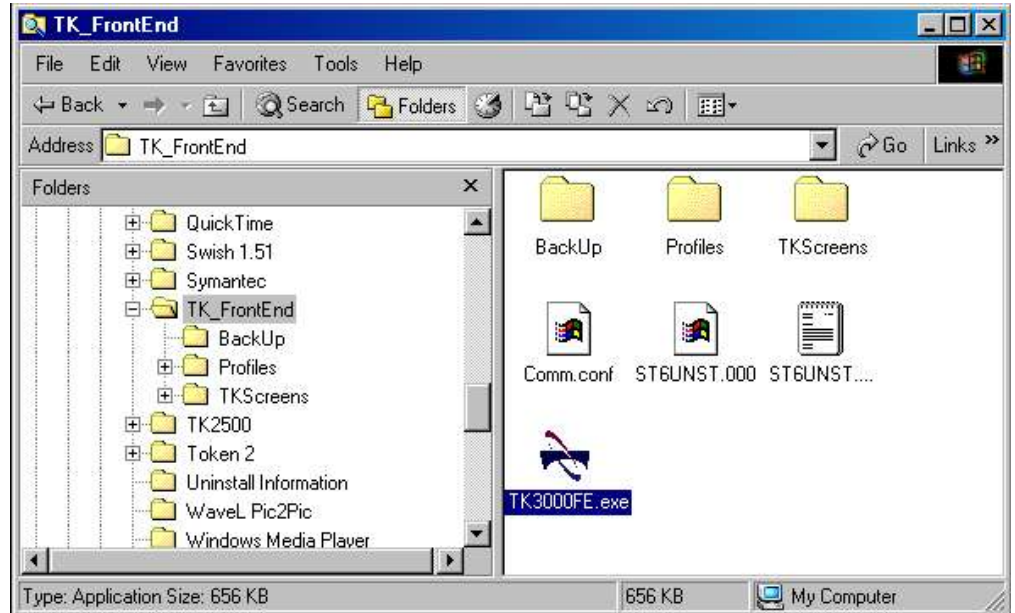 TK_FrontEnd
File Edit View Favorites Tools Help
Back Search Folders
Address TK_FrontEnd Go Links »
Folders
QuickTime
Swish 1.51
Symantec
TK_FrontEnd
BackUp
Profiles
TKScreens
TK2500
Token 2
Uninstall Information
WaveL Pic2Pic
Windows Media Player
BackUp Profiles TKScreens
Comm.conf ST6UNST.000 ST6UNST....
TK3000FE.exe
Type: Application Size: 656 KB 656 KB My Computer